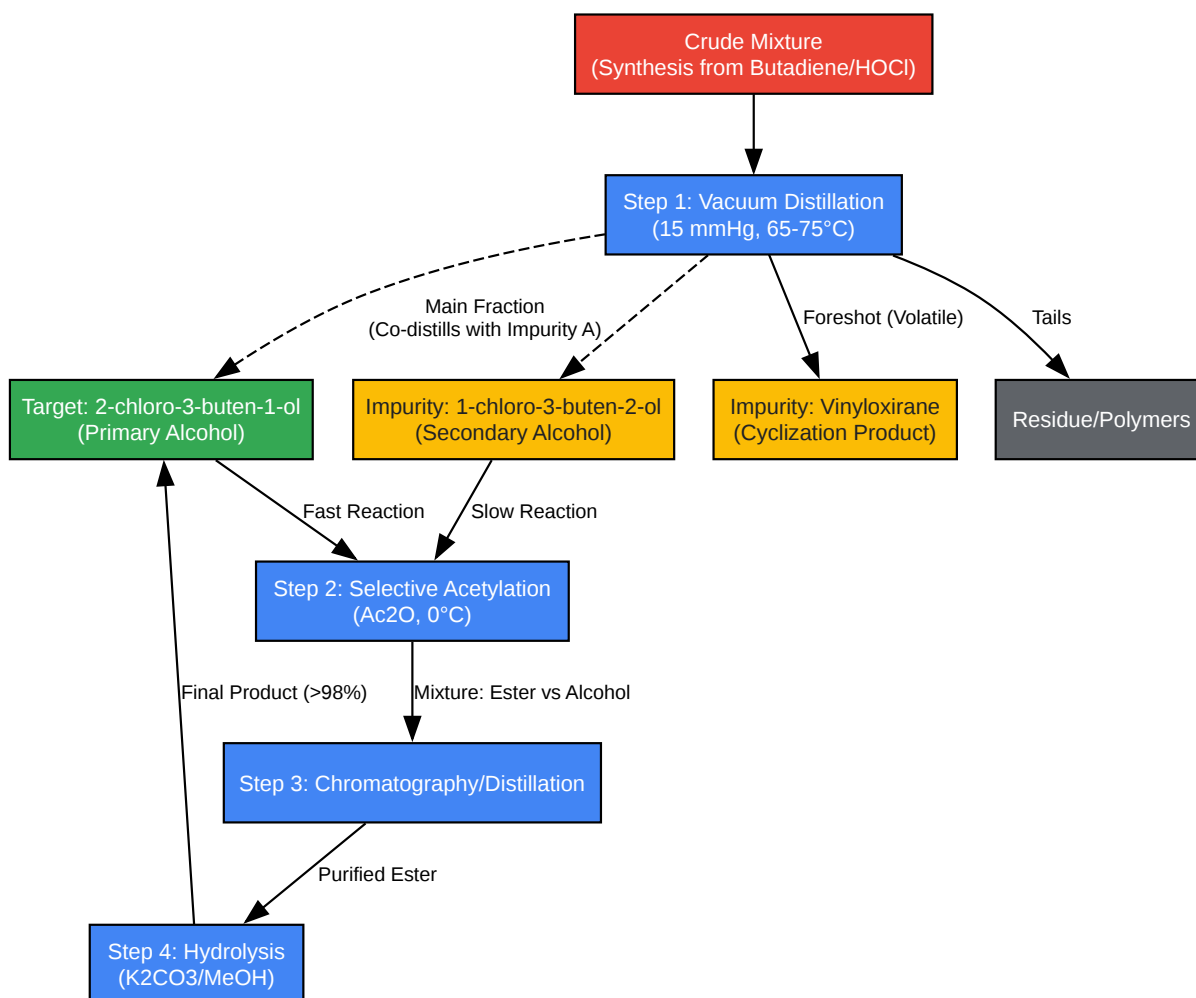 Crude Mixture
(Synthesis from Butadiene/HOCl)
Step 1: Vacuum Distillation
(15 mmHg, 65-75°C)
Main Fraction
(Co-distills with Impurity A)
Foreshot (Volatile)
Tails
Target: 2-chloro-3-buten-1-ol
(Primary Alcohol)
Impurity: 1-chloro-3-buten-2-ol
(Secondary Alcohol)
Impurity: Vinyloxirane
(Cyclization Product)
Residue/Polymers
Fast Reaction
Slow Reaction
Step 2: Selective Acetylation
(Ac2O, 0°C)
Final Product (>98%)
Mixture: Ester vs Alcohol
Step 3: Chromatography/Distillation
Purified Ester
Step 4: Hydrolysis
(K2CO3/MeOH)